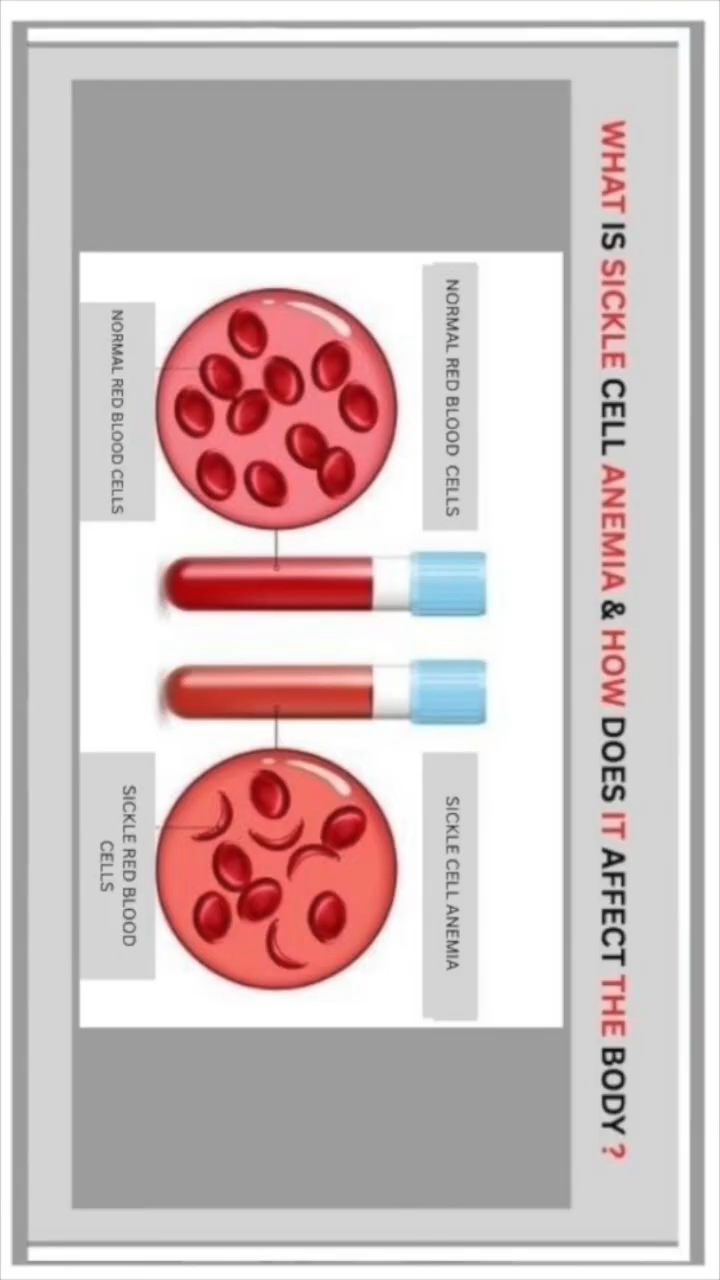 WHAT IS SICKLE CELL ANEMIA & HOW DOES IT AFFECT THE BODY ?
NORMAL RED BLOOD CELLS
SICKLE CELL ANEMIA
NORMAL RED BLOOD CELLS
SICKLE RED BLOOD
CELLS